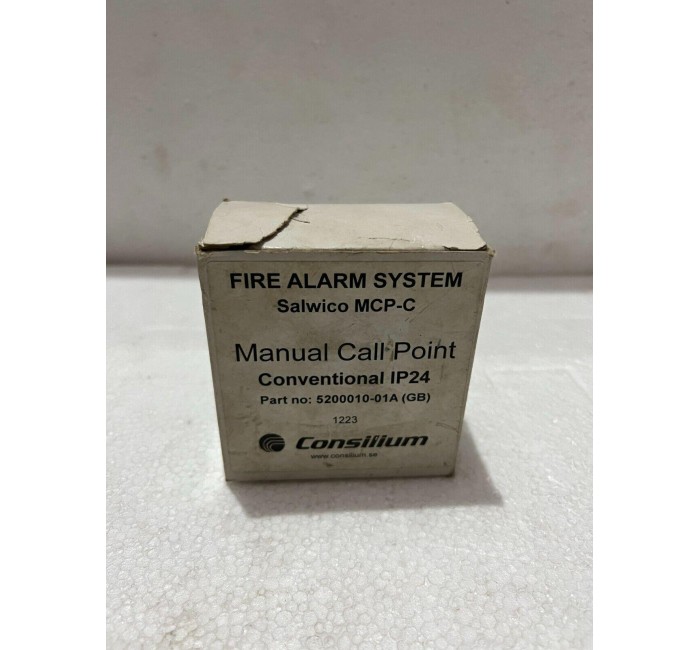 FIRE ALARM SYSTEM
Salwico MCP-C
Manual Call Point
Conventional IP24
Part no: 5200010-01A (GB)
1223
Consilium
www.consilium.se